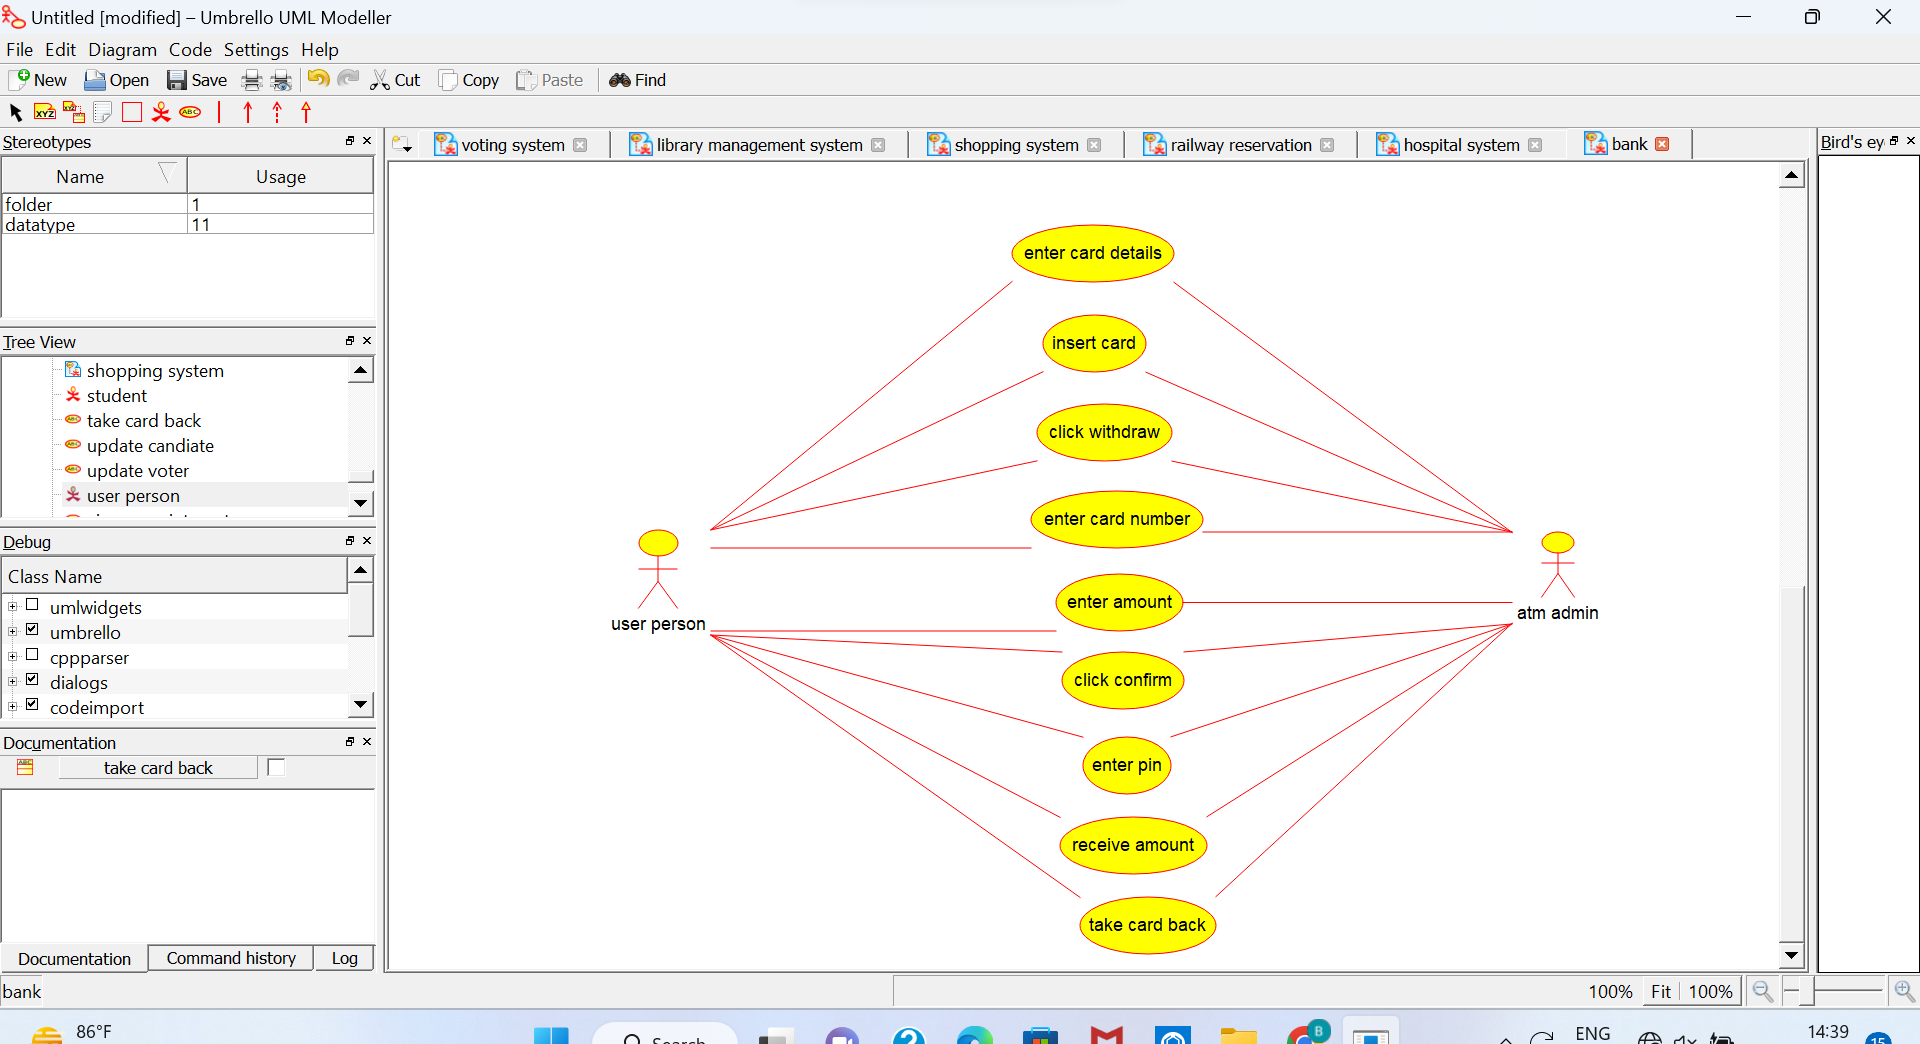 Untitled [modified] – Umbrello UML Modeller
File Edit Diagram Code Settings Help
New Open Save Cut Copy Paste Find
XYZ XYZ ABC
Stereotypes
Name Usage
folder 1
datatype 11
Tree View
shopping system
student
take card back
update candiate
update voter
user person
Debug
Class Name
umlwidgets
umbrello
cppparser
dialogs
codeimport
Documentation
take card back
Documentation Command history Log
voting system library management system shopping system railway reservation hospital system bank
Bird's ey
enter card details
insert card
click withdraw
enter card number
enter amount
click confirm
enter pin
receive amount
take card back
user person
atm admin
bank
100% Fit 100%
86°F
Search
B
ENG
14:39
15